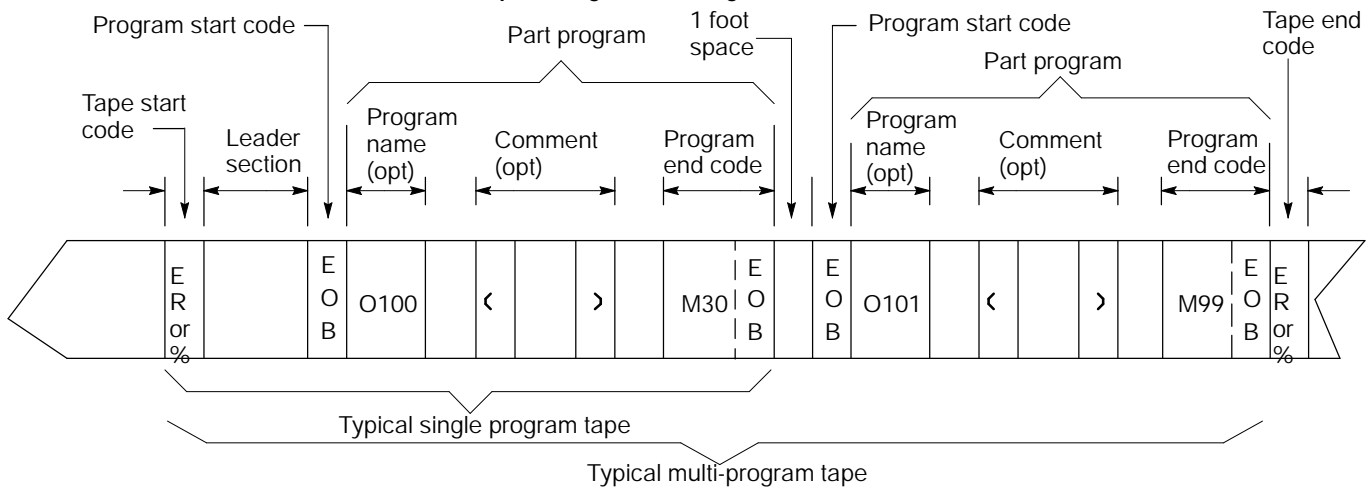 Program start code
Part program
1 foot
space
Program start code
Tape end
code
Part program
Tape start
code
Leader
section
Program
name
(opt)
Comment
(opt)
Program
end code
Program
name
(opt)
Comment
(opt)
Program
end code
E
R
or
%
E
O
B
O100
(
)
M30
E
O
B
E
O
B
O101
(
)
M99
E
O
B
E
R
or
%
Typical single program tape
Typical multi-program tape